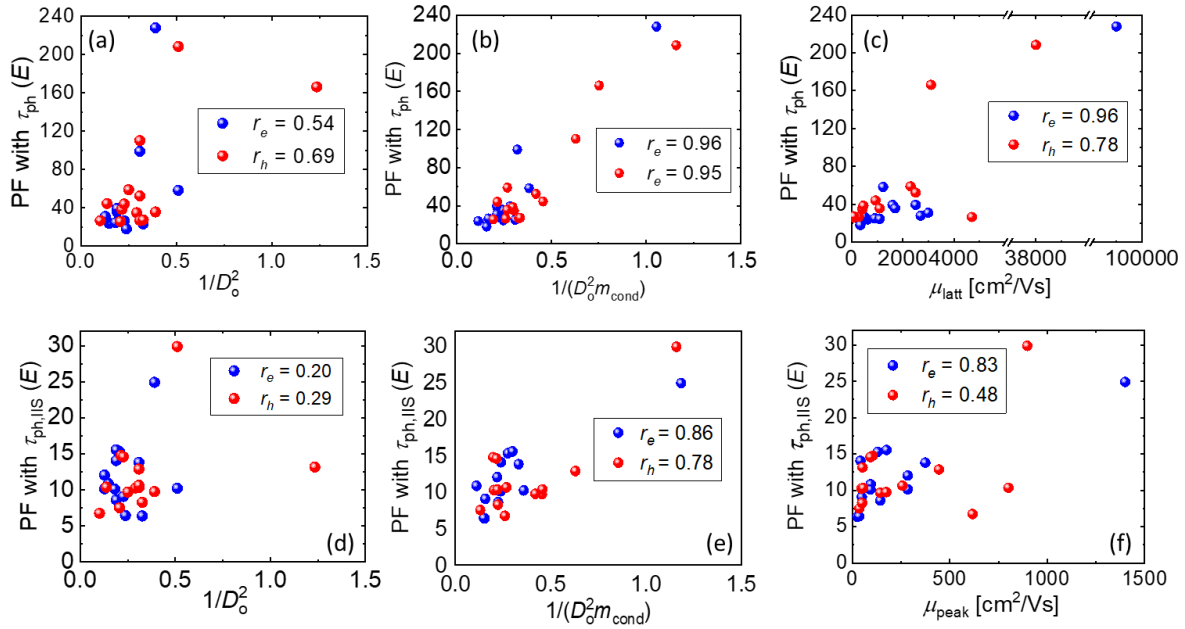 (a)
PF with τph (E)
240
200
160
120
80
40
0
re = 0.54
rh = 0.69
0.0 0.5 1.0 1.5
1/Do²
(b)
PF with τph (E)
240
200
160
120
80
40
0
re = 0.96
re = 0.95
0.0 0.5 1.0 1.5
1/(Do²mcond)
(c)
PF with τph (E)
240
200
160
120
80
40
0
re = 0.96
rh = 0.78
0 2000 4000 38000 100000
μlatt [cm²/Vs]
PF with τph,IIS (E)
30
25
20
15
10
5
0
re = 0.20
rh = 0.29
(d)
0.0 0.5 1.0 1.5
1/Do²
PF with τph,IIS (E)
30
25
20
15
10
5
0
re = 0.86
rh = 0.78
(e)
0.0 0.5 1.0 1.5
1/(Do²mcond)
PF with τph,IIS (E)
30
25
20
15
10
5
0
re = 0.83
rh = 0.48
(f)
0 500 1000 1500
μpeak [cm²/Vs]